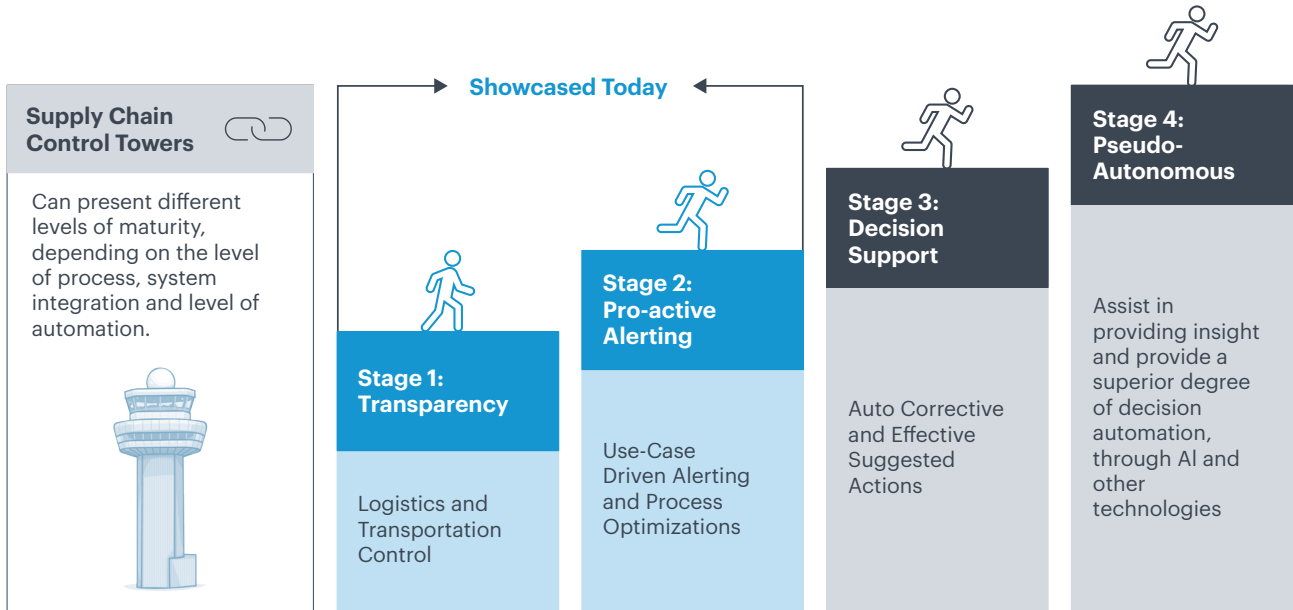 Supply Chain
Control Towers
Can present different
levels of maturity,
depending on the level
of process, system
integration and level of
automation.
Showcased Today
Stage 1:
Transparency
Logistics and
Transportation
Control
Stage 2:
Pro-active
Alerting
Use-Case
Driven Alerting
and Process
Optimizations
Stage 3:
Decision
Support
Auto Corrective
and Effective
Suggested
Actions
Stage 4:
Pseudo-
Autonomous
Assist in
providing insight
and provide a
superior degree
of decision
automation,
through AI and
other
technologies